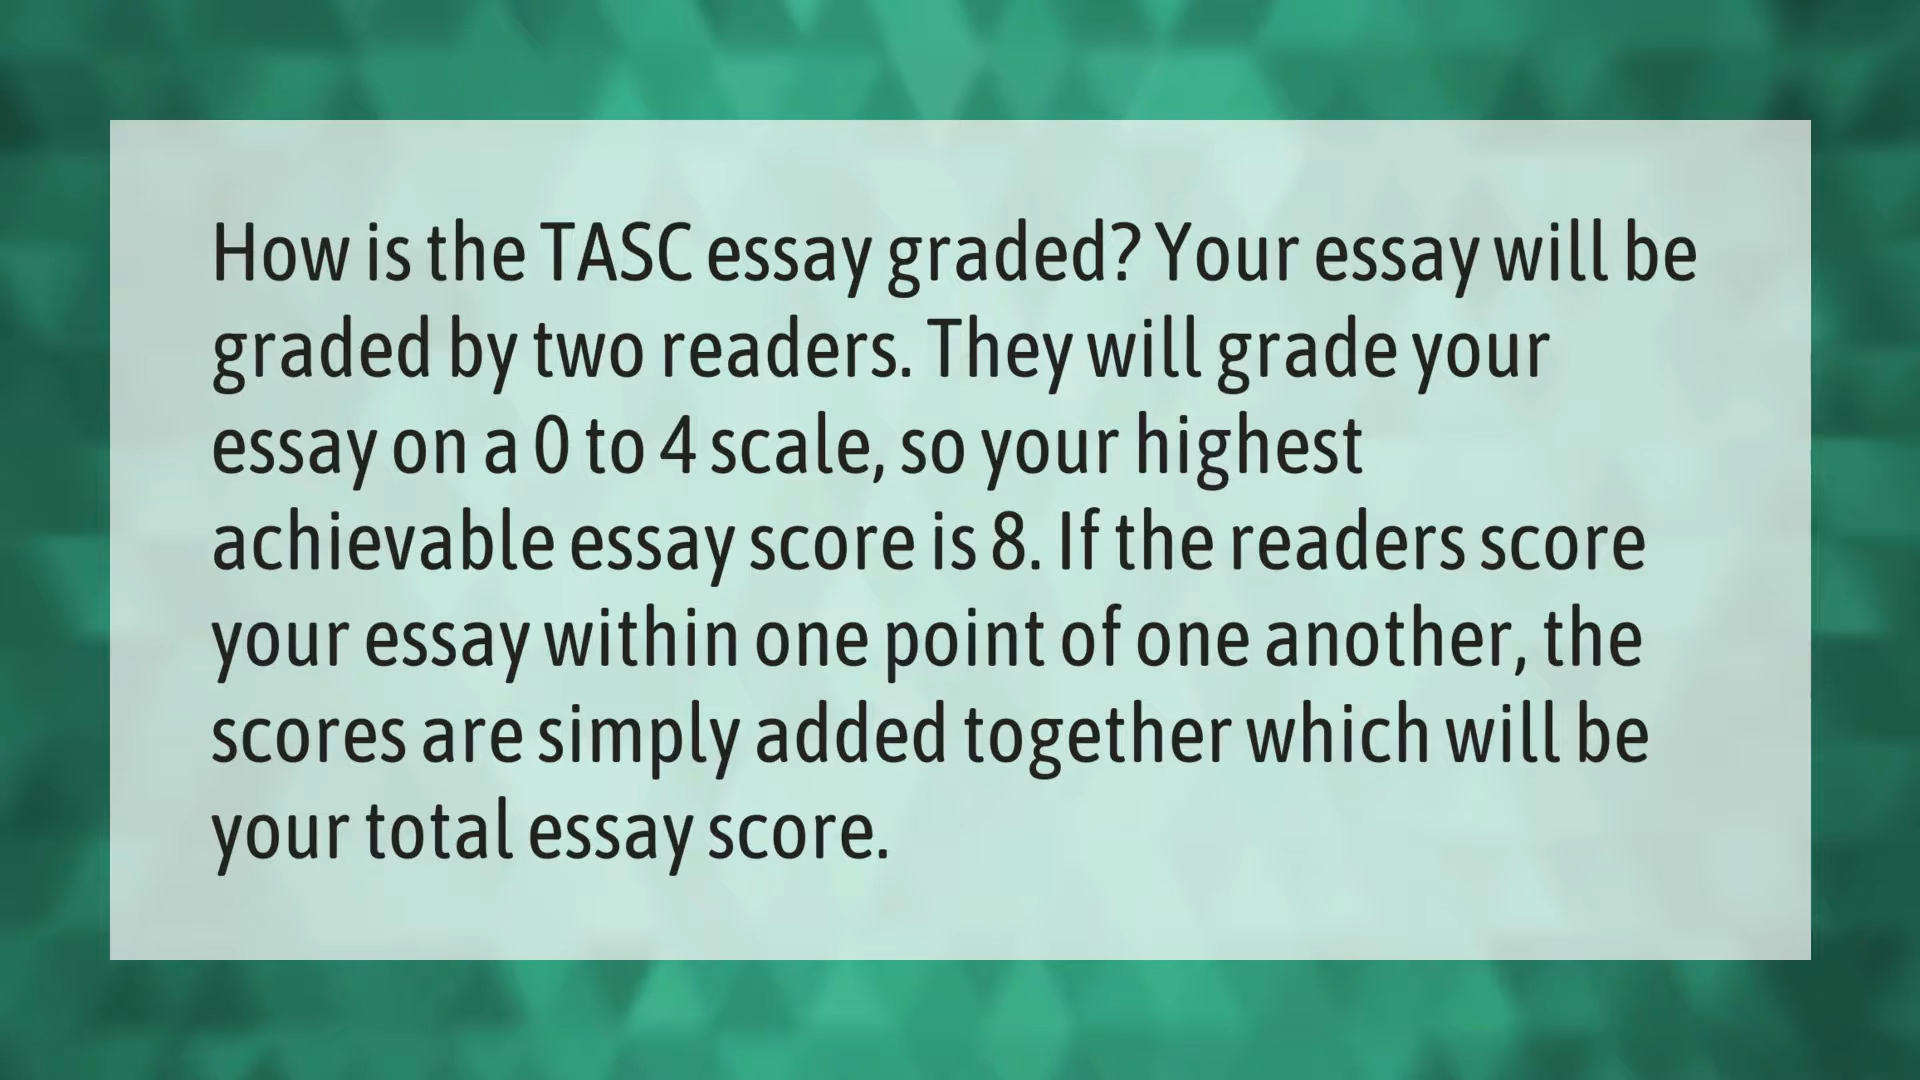 How is the TASC essay graded? Your essay will be
graded by two readers. They will grade your
essay on a 0 to 4 scale, so your highest
achievable essay score is 8. If the readers score
your essay within one point of one another, the
scores are simply added together which will be
your total essay score.